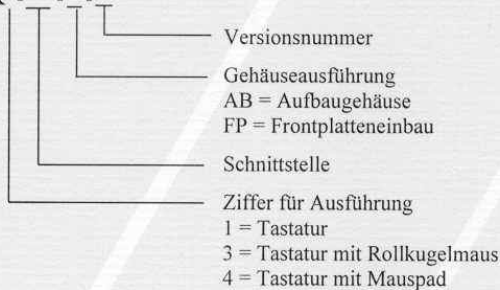 Versionsnummer
Gehäuseausführung
AB = Aufbaugehäuse
FP = Frontplatteneinbau
Schnittstelle
Ziffer für Ausführung
1 = Tastatur
3 = Tastatur mit Rollkugelmaus
4 = Tastatur mit Mauspad